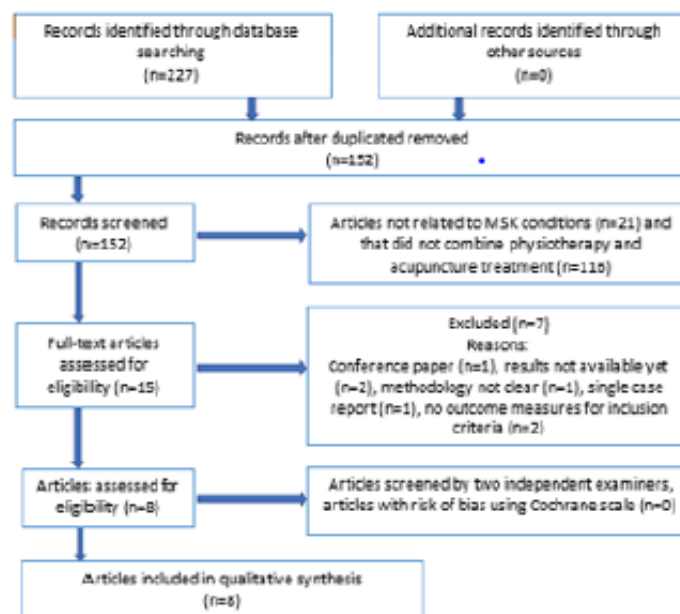 Records identified through database
searching
(n=227)
Additional records identified through
other sources
(n=0)
Records after duplicated removed
(n=152)
Records screened
(n=152)
Articles not related to MSK conditions (n=21) and
that did not combine physiotherapy and
acupuncture treatment (n=116)
Full-text articles
assessed for
eligibility (n=15)
Excluded (n=7)
Reasons:
Conference paper (n=1), results not available yet
(n=2), methodology not clear (n=1), single case
report (n=1), no outcome measures for inclusion
criteria (n=2)
Articles assessed for
eligibility (n=8)
Articles screened by two independent examiners,
articles with risk of bias using Cochrane scale (n=0)
Articles included in qualitative synthesis
(n=8)